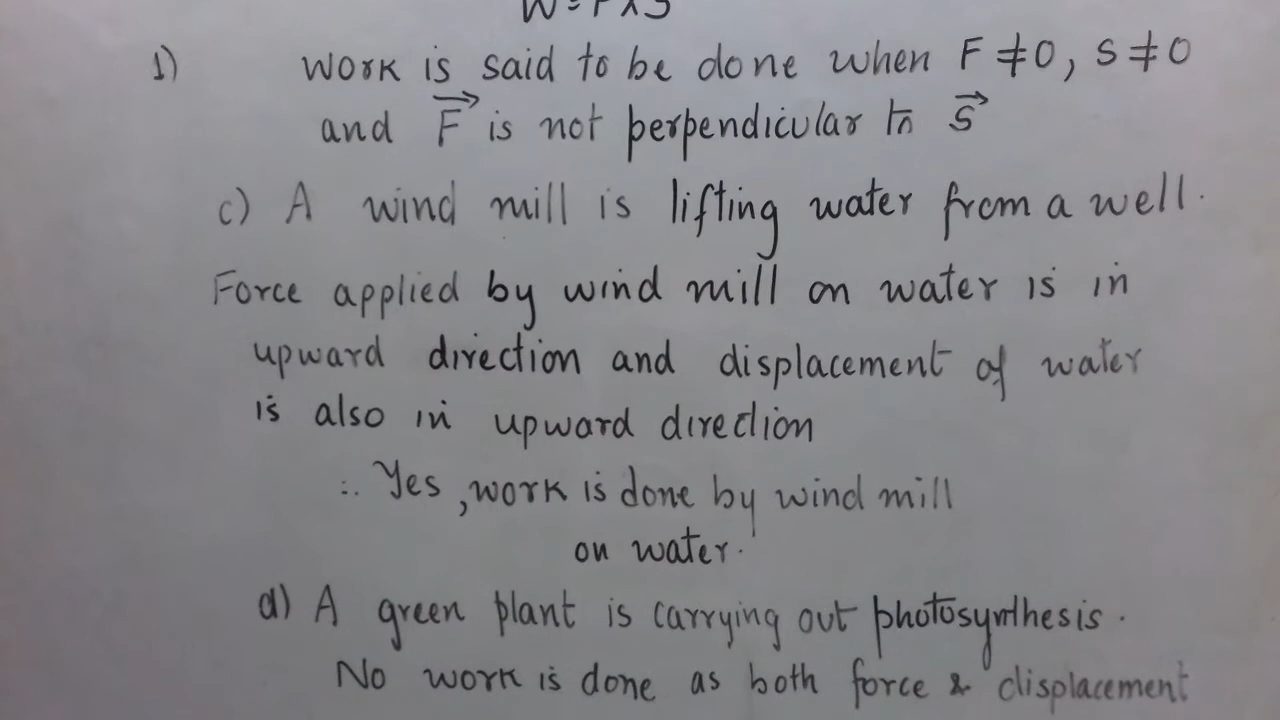 W = F x S
1) Work is said to be done when F ≠ 0, S ≠ 0
and F⃗ is not perpendicular to S⃗
c) A wind mill is lifting water from a well.
Force applied by wind mill on water is in
upward direction and displacement of water
is also in upward direction
∴ Yes, work is done by wind mill
on water.
d) A green plant is carrying out photosynthesis.
No work is done as both force & displacement